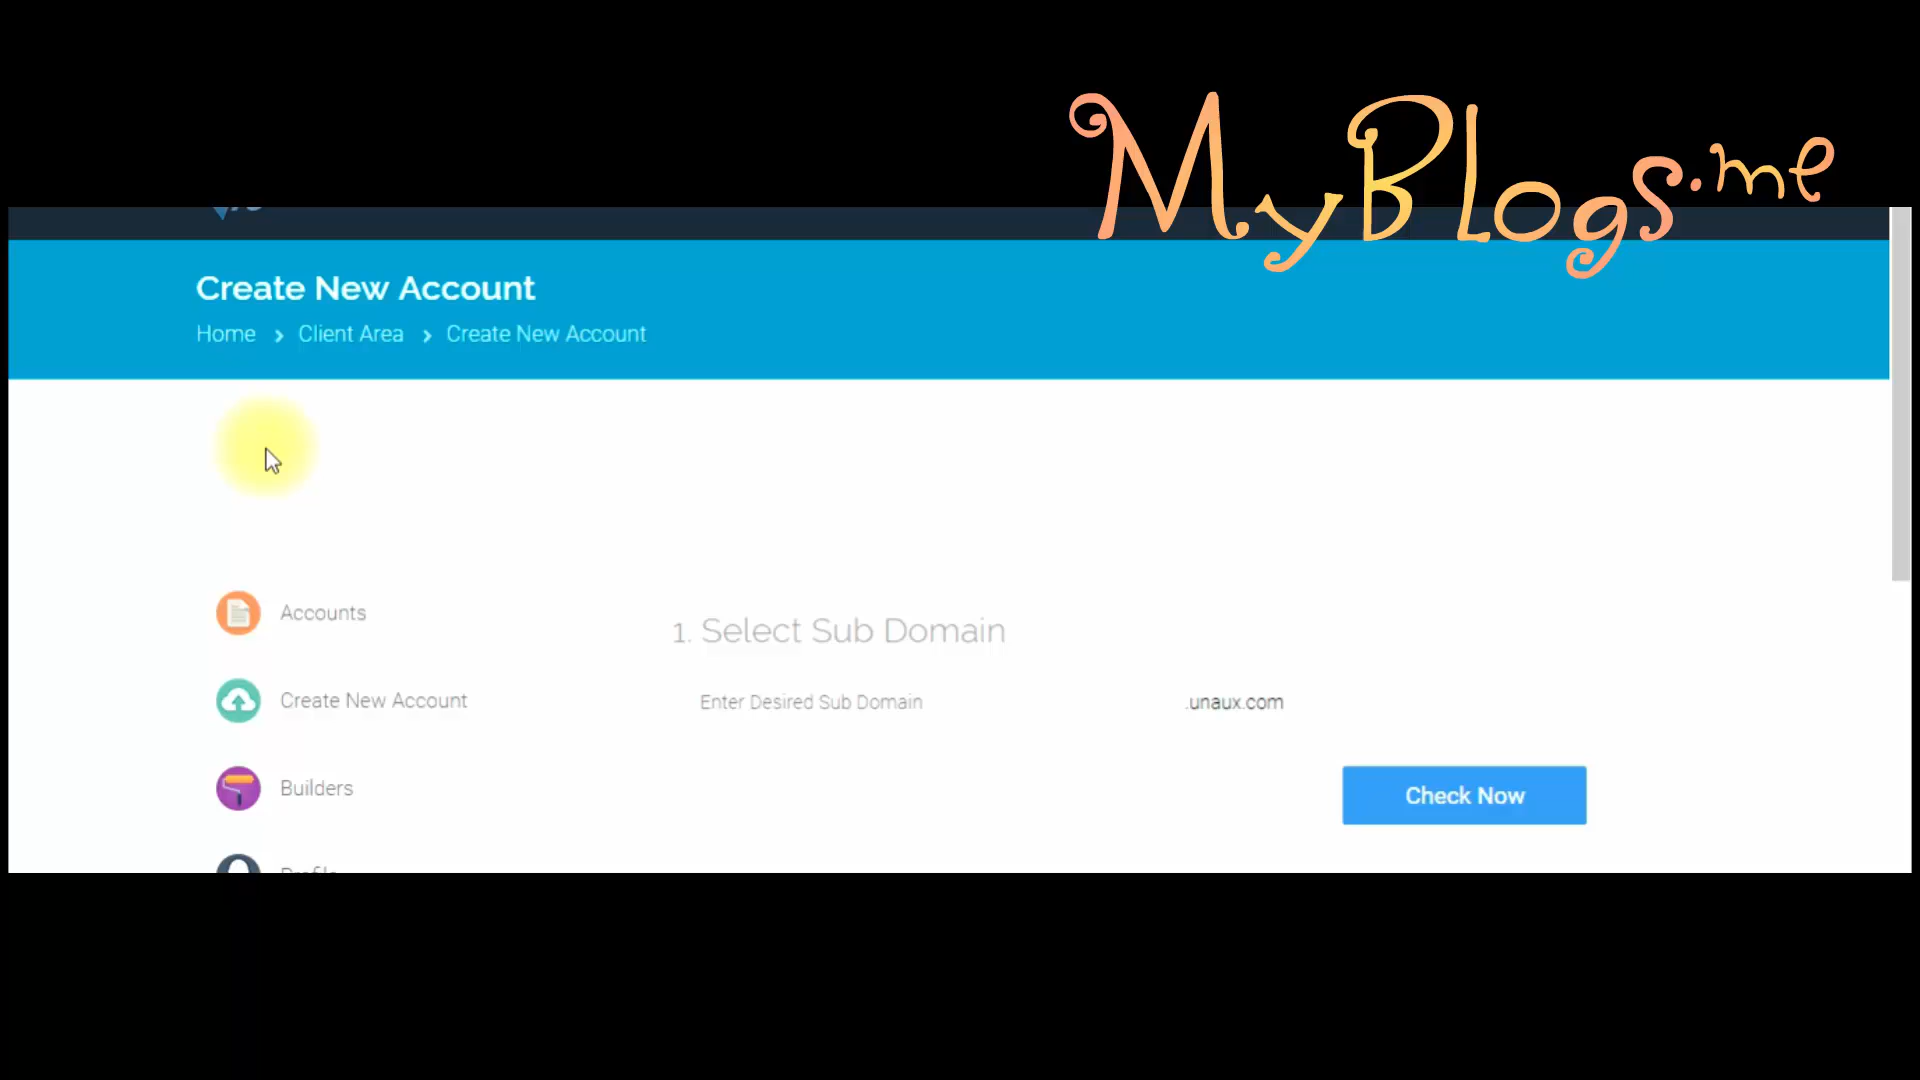 MyBlogs.me
Create New Account
Home > Client Area > Create New Account
Accounts
1. Select Sub Domain
Create New Account
Enter Desired Sub Domain .unaux.com
Builders
Check Now